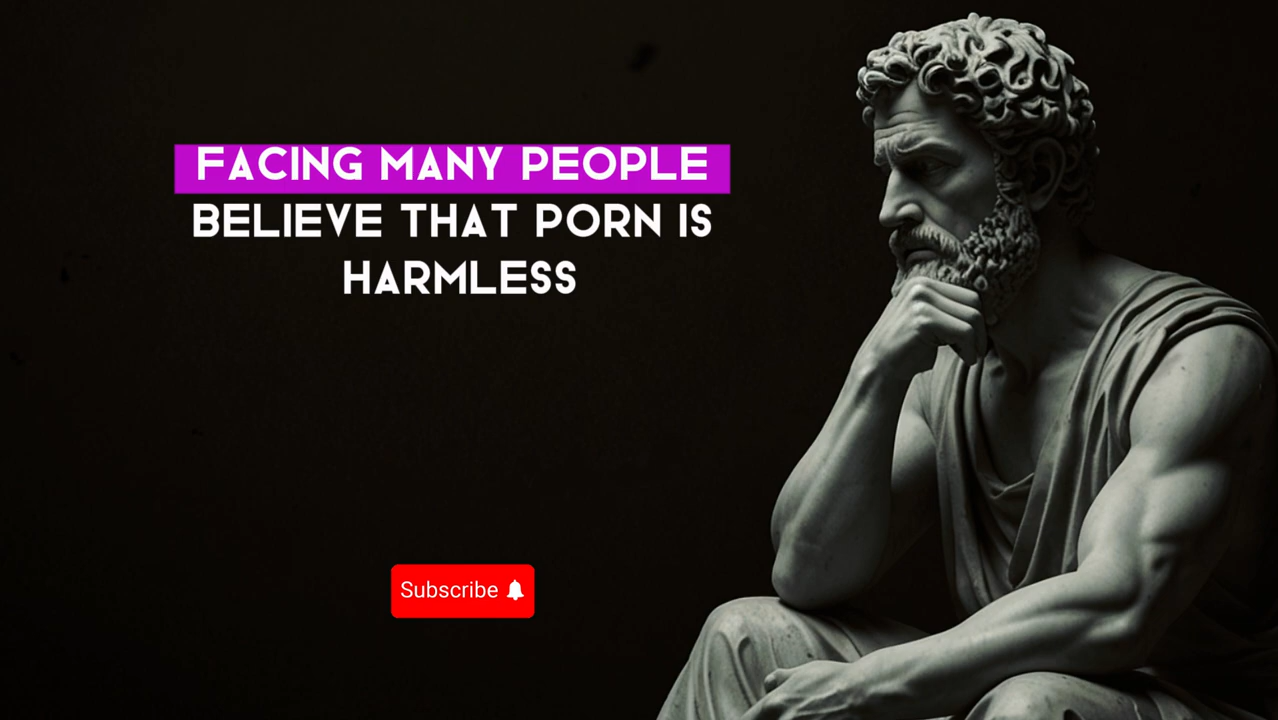 FACING MANY PEOPLE
BELIEVE THAT PORN IS
HARMLESS
Subscribe